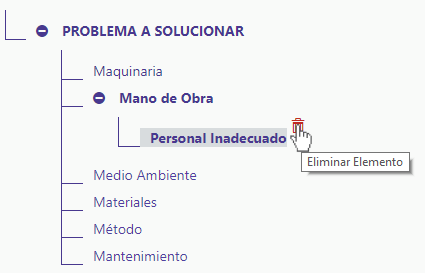 PROBLEMA A SOLUCIONAR
Maquinaria
Mano de Obra
Personal Inadecuado
Eliminar Elemento
Medio Ambiente
Materiales
Método
Mantenimiento